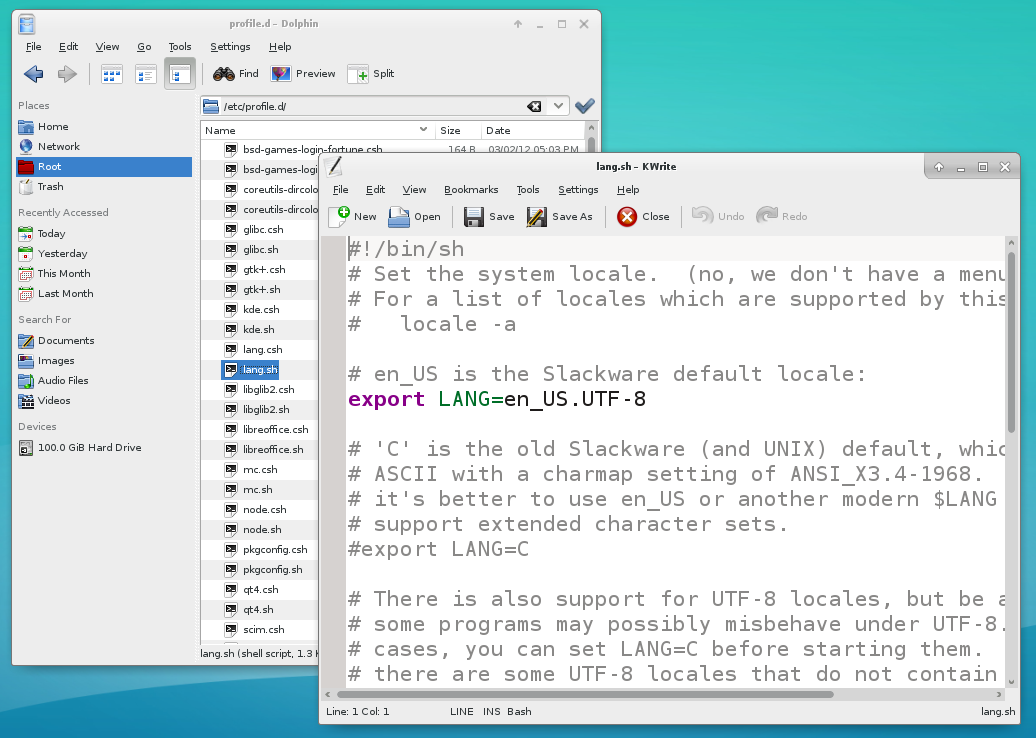 profile.d – Dolphin
File Edit View Go Tools Settings Help
Find Preview Split
Places
Home
Network
Root
Trash
Recently Accessed
Today
Yesterday
This Month
Last Month
Search For
Documents
Images
Audio Files
Videos
Devices
100.0 GiB Hard Drive
/etc/profile.d/
Name Size Date
bsd-games-login-fortune.csh 164 B 03/02/12 05:03 PM
bsd-games-logi
coreutils-dircolo
coreutils-dircolo
glibc.csh
glibc.sh
gtk+.csh
gtk+.sh
kde.csh
kde.sh
lang.csh
lang.sh
libglib2.csh
libglib2.sh
libreoffice.csh
libreoffice.sh
mc.csh
mc.sh
node.csh
node.sh
pkgconfig.csh
pkgconfig.sh
qt4.csh
qt4.sh
scim.csh
lang.sh (shell script, 1.3
lang.sh – KWrite
File Edit View Bookmarks Tools Settings Help
New Open Save Save As Close Undo Redo
#!/bin/sh
# Set the system locale.  (no, we don't have a menu
# For a list of locales which are supported by this
#   locale -a
# en_US is the Slackware default locale:
export LANG=en_US.UTF-8
# 'C' is the old Slackware (and UNIX) default, whic
# ASCII with a charmap setting of ANSI_X3.4-1968.
# it's better to use en_US or another modern $LANG
# support extended character sets.
#export LANG=C
# There is also support for UTF-8 locales, but be a
# some programs may possibly misbehave under UTF-8.
# cases, you can set LANG=C before starting them.
# there are some UTF-8 locales that do not contain
Line: 1 Col: 1 LINE INS Bash lang.sh